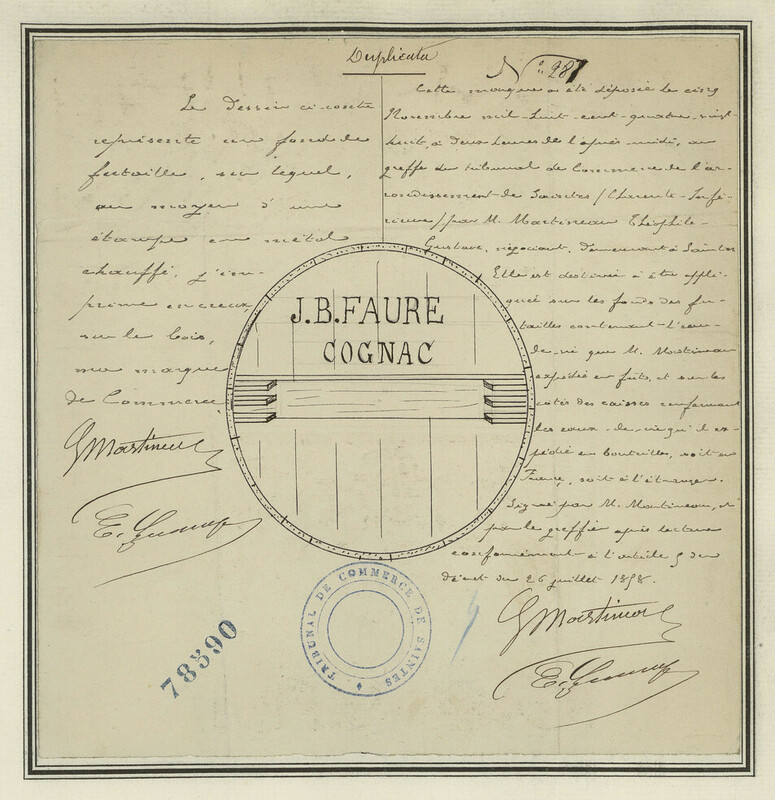 Duplicata
Le Dessin ci-contre
représente un fond de
futaille, sur lequel,
au moyen d'une
étampe en métal
chauffé, j'im-
prime en creux,
sur le bois,
ma marque
de Commerce
GMartineau
No 287
Cette marque a été déposée le cinq
Novembre mil huit cent quatre-vingt
huit, à deux heures de l'après-midi, au
greffe du tribunal de Commerce de l'ar-
rondissement de Saintes (Charente-Infé-
rieure) par M. Martineau Théophile-
Gustave, négociant, demeurant à Saintes
Elle est destinée à être appli-
quée sur les fonds des fu-
tailles contenant l'eau-
de-vie que M. Martineau
expédie en fûts, et sur les
côtés des caisses renfermant
les eaux-de-vie qu'il ex-
pédie en bouteilles, soit en
France, soit à l'étranger.
Signé par M. Martineau, et
par le greffier après lecture
conformément à l'article 5 du
décret du 26 juillet 1858.
GMartineau
J.B.FAURE
COGNAC
TRIBUNAL DE COMMERCE DE SAINTES
78390